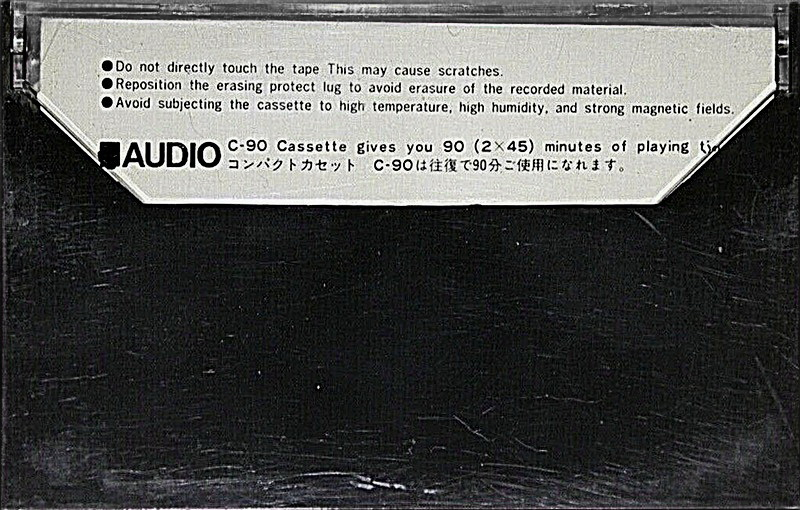 ●Do not directly touch the tape This may cause scratches.
●Reposition the erasing protect lug to avoid erasure of the recorded material.
●Avoid subjecting the cassette to high temperature, high humidity, and strong magnetic fields.
AUDIO C-90 Cassette gives you 90 (2×45) minutes of playing
コンパクトカセット C-90は往復で90分ご使用になれます。